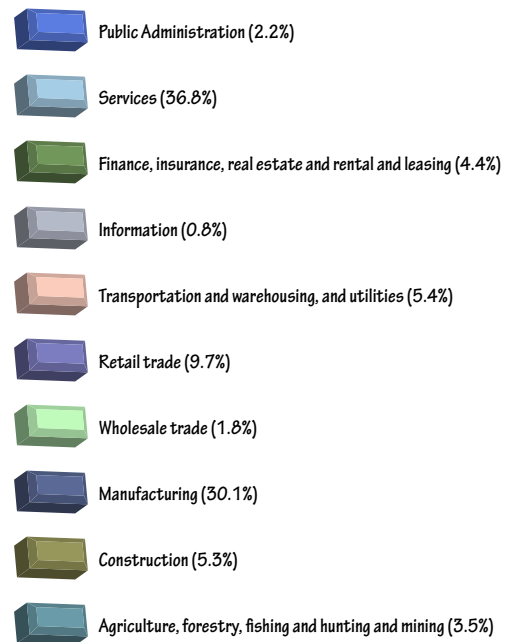 Public Administration (2.2%)
Services (36.8%)
Finance, insurance, real estate and rental and leasing (4.4%)
Information (0.8%)
Transportation and warehousing, and utilities (5.4%)
Retail trade (9.7%)
Wholesale trade (1.8%)
Manufacturing (30.1%)
Construction (5.3%)
Agriculture, forestry, fishing and hunting and mining (3.5%)